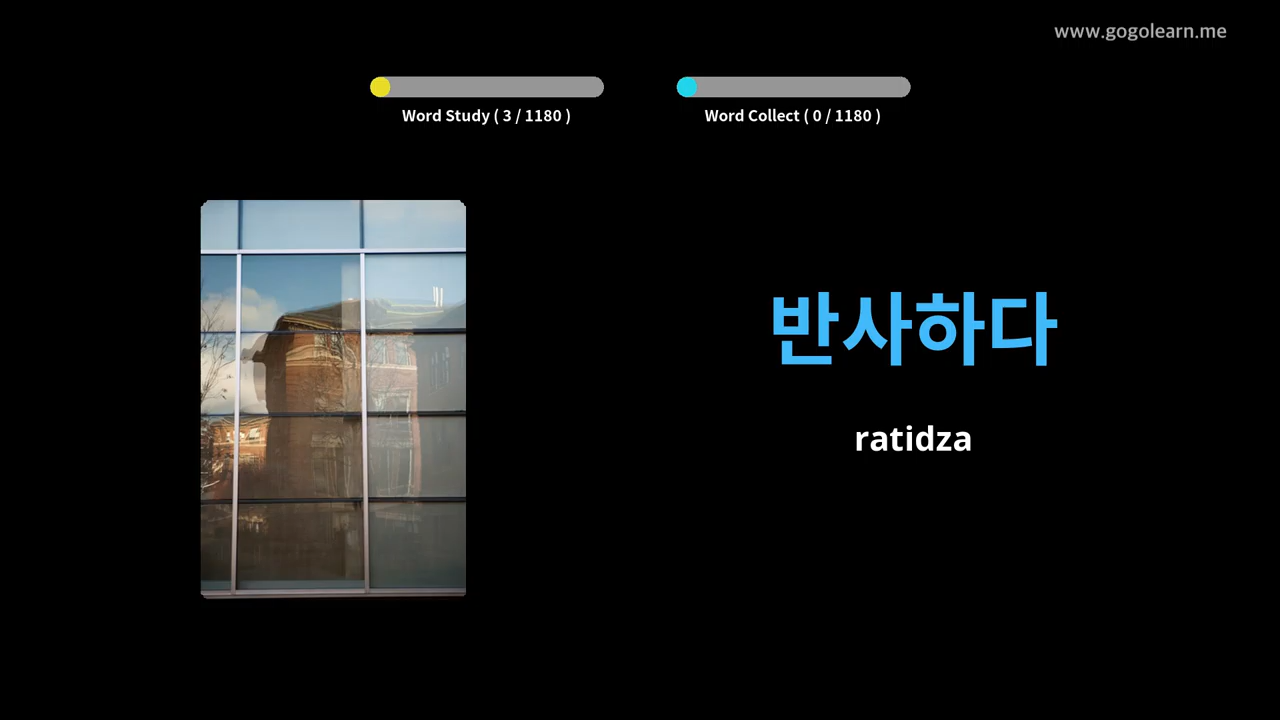 www.gogolearn.me
Word Study ( 3 / 1180 )
Word Collect ( 0 / 1180 )
반사하다
ratidza